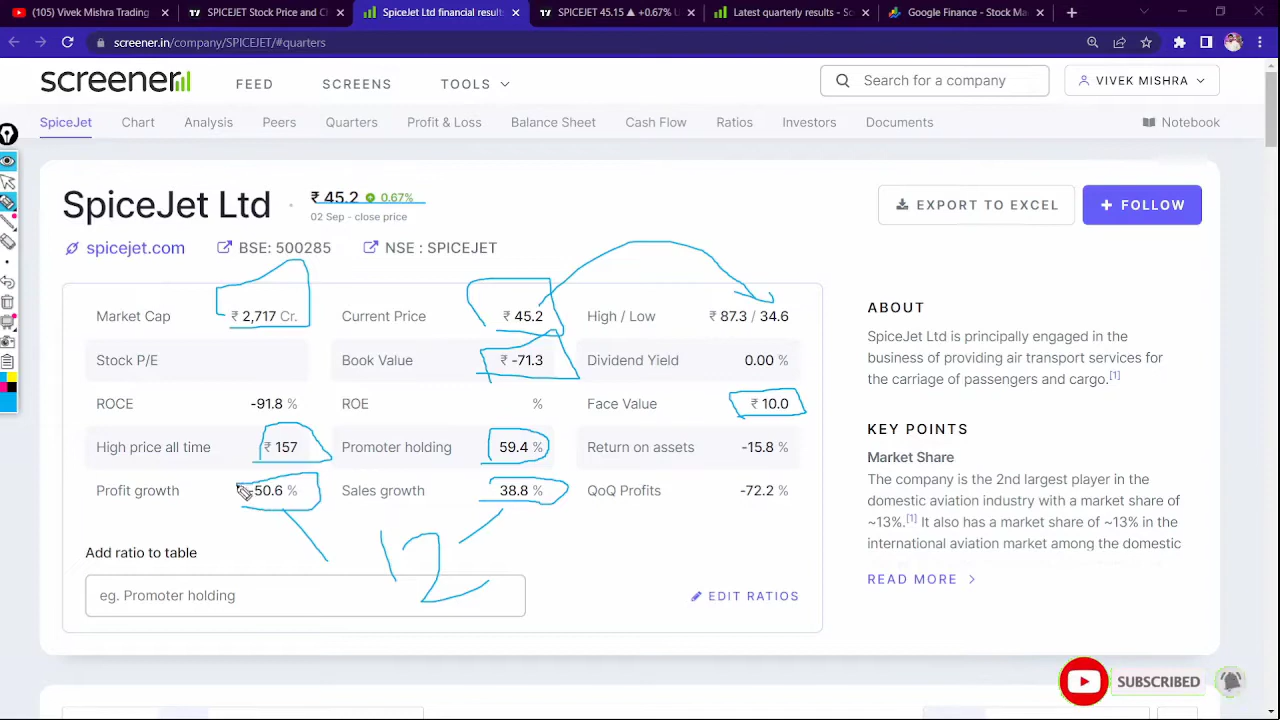 (10) Vivek Mishra Trading
SPICEJET Stock Price and C
SpiceJet Ltd financial results
SPICEJET 45.15 ▲ +0.67% U
Latest quarterly results - Sc
Google Finance - Stock Ma
screener.in/company/SPICEJET/#quarters
screener
FEED SCREENS TOOLS
Search for a company
VIVEK MISHRA
SpiceJet Chart Analysis Peers Quarters Profit & Loss Balance Sheet Cash Flow Ratios Investors Documents Notebook
SpiceJet Ltd · ₹ 45.2 0.67%
02 Sep - close price
EXPORT TO EXCEL
+ FOLLOW
spicejet.com BSE: 500285 NSE : SPICEJET
Market Cap ₹ 2,717 Cr. Current Price ₹ 45.2 High / Low ₹ 87.3 / 34.6
Stock P/E Book Value ₹ -71.3 Dividend Yield 0.00 %
ROCE -91.8 % ROE % Face Value ₹ 10.0
High price all time ₹ 157 Promoter holding 59.4 % Return on assets -15.8 %
Profit growth 50.6 % Sales growth 38.8 % QoQ Profits -72.2 %
12
Add ratio to table
eg. Promoter holding
EDIT RATIOS
ABOUT
SpiceJet Ltd is principally engaged in the
business of providing air transport services for
the carriage of passengers and cargo.[1]
KEY POINTS
Market Share
The company is the 2nd largest player in the
domestic aviation industry with a market share of
~13%.[1] It also has a market share of ~13% in the
international aviation market among the domestic
READ MORE
SUBSCRIBED